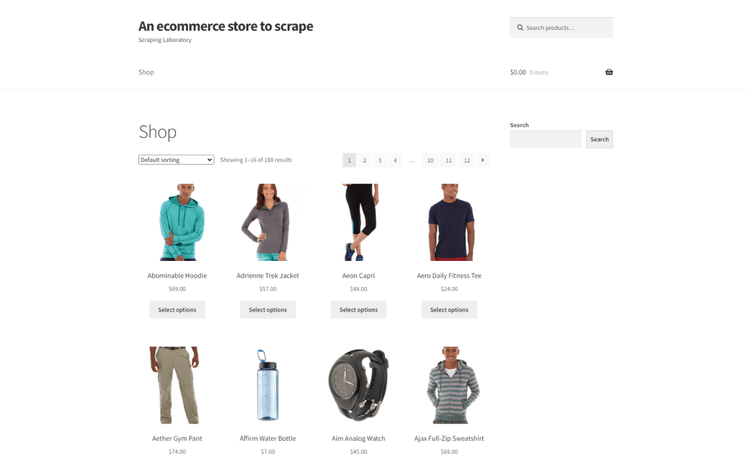 An ecommerce store to scrape
Scraping Laboratory
Search products…
Shop
$0.00 0 items
Shop
Default sorting
Showing 1–16 of 188 results
1 2 3 4 … 10 11 12
Search
Search
Abominable Hoodie
$69.00
Select options
Adrienne Trek Jacket
$57.00
Select options
Aeon Capri
$48.00
Select options
Aero Daily Fitness Tee
$24.00
Select options
Aether Gym Pant
$74.00
Affirm Water Bottle
$7.00
Aim Analog Watch
$45.00
Ajax Full-Zip Sweatshirt
$69.00